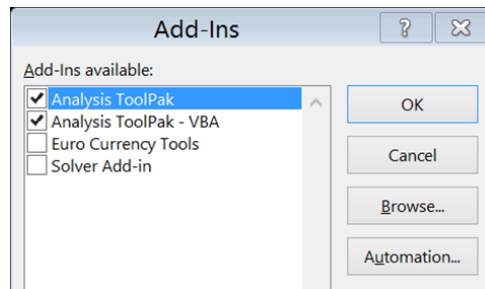 Add-Ins
?
Add-Ins available:
Analysis ToolPak
Analysis ToolPak - VBA
Euro Currency Tools
Solver Add-in
OK
Cancel
Browse...
Automation...